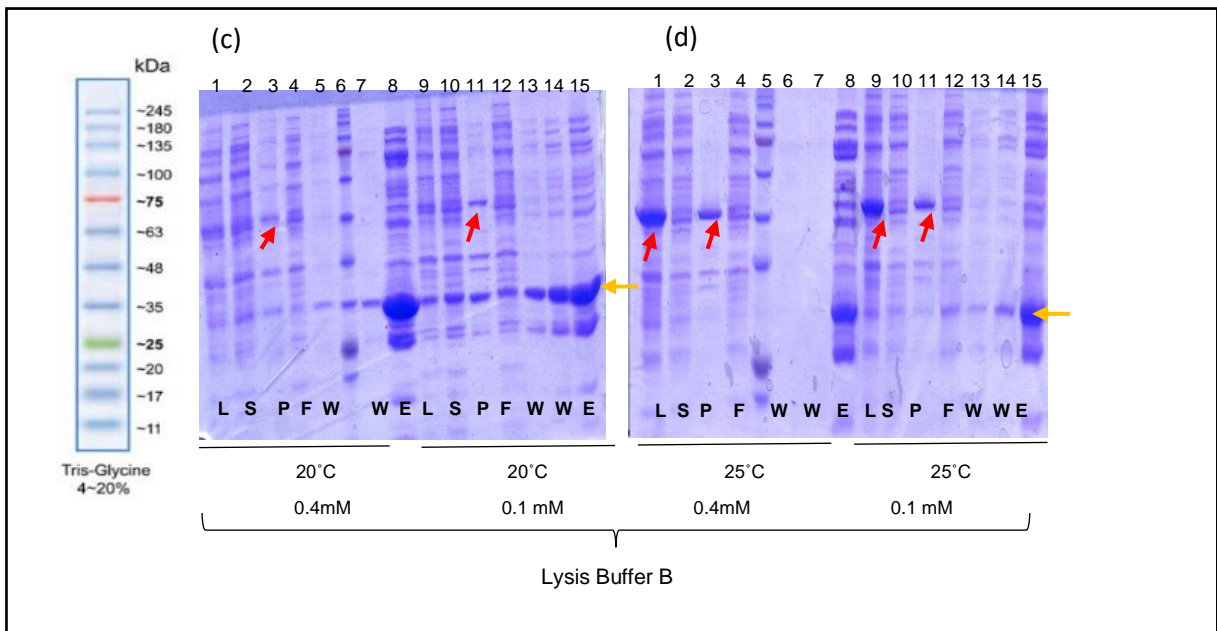 (c)
(d)
kDa
1 2 3 4 5 6 7 8 9 10 11 12 13 14 15
1 2 3 4 5 6 7 8 9 10 11 12 13 14 15
~245
~180
~135
~100
~75
~63
~48
~35
~25
~20
~17
~11
Tris-Glycine
4~20%
L S P F W W E L S P F W W E
L S P F W W E L S P F W W E
20˚C 20˚C 25˚C 25˚C
0.4mM 0.1 mM 0.4mM 0.1 mM
Lysis Buffer B